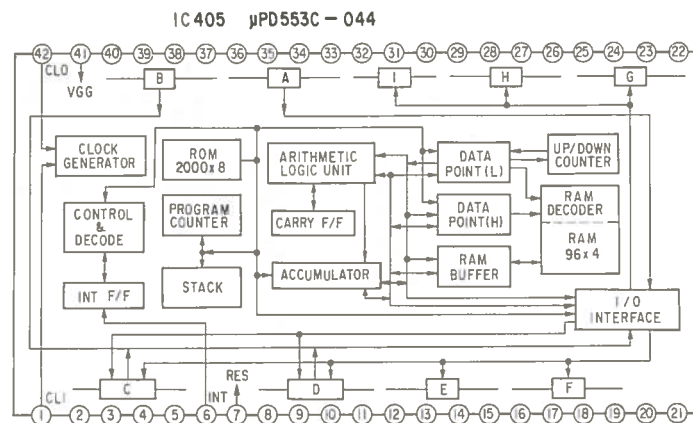 IC405 μPD553C-044
42 41 40 39 38 37 36 35 34 33 32 31 30 29 28 27 26 25 24 23 22
CL0
VGG
B
A
I
H
G
CLOCK
GENERATOR
ROM
2000x8
ARITHMETIC
LOGIC UNIT
DATA
POINT(L)
UP/DOWN
COUNTER
CONTROL
&
DECODE
PROGRAM
COUNTER
CARRY F/F
DATA
POINT(H)
RAM
DECODER
RAM
96x4
INT F/F
STACK
ACCUMULATOR
RAM
BUFFER
I/O
INTERFACE
C
D
E
F
CL1
INT
RES
1 2 3 4 5 6 7 8 9 10 11 12 13 14 15 16 17 18 19 20 21